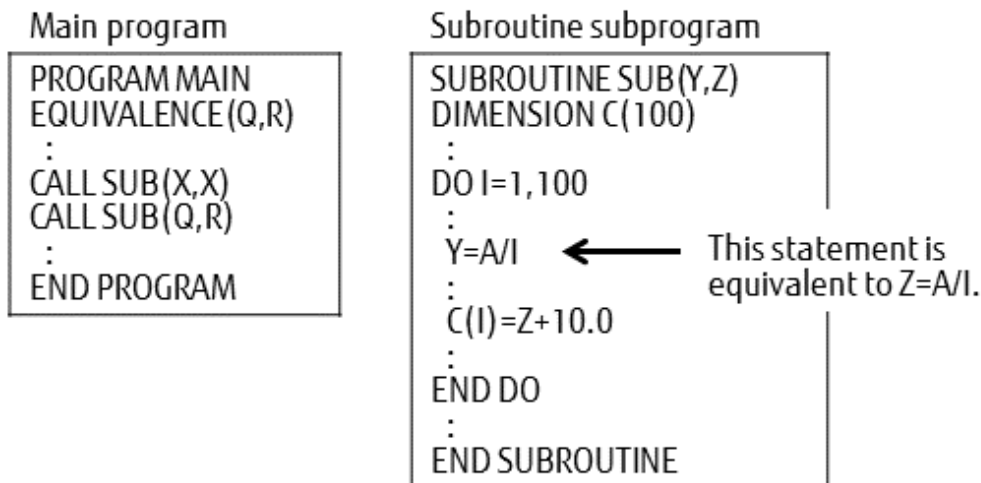 Main program
PROGRAM MAIN
EQUIVALENCE(Q,R)
:
CALL SUB(X,X)
CALL SUB(Q,R)
:
END PROGRAM
Subroutine subprogram
SUBROUTINE SUB(Y,Z)
DIMENSION C(100)
:
DO I=1,100
:
Y=A/I
:
C(I)=Z+10.0
:
END DO
:
END SUBROUTINE
This statement is
equivalent to Z=A/I.